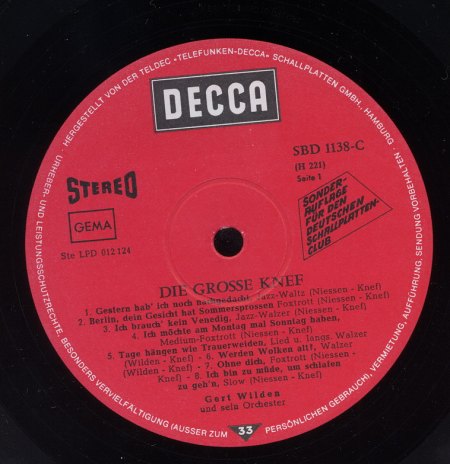 HERGESTELLT VON DER TELDEC »TELEFUNKEN-DECCA« SCHALLPLATTEN GMBH., HAMBURG
URHEBER- UND LEISTUNGSSCHUTZRECHTE, BESONDERS VERVIELFÄLTIGUNG (AUSSER ZUM PERSÖNLICHEN GEBRAUCH), VERMIETUNG, AUFFÜHRUNG, SENDUNG VORBEHALTEN
DECCA
SBD 1138-C
(H 221)
Seite 1
STEREO
GEMA
Ste LPD 012 124
SONDER-
AUFLAGE
FÜR DEN
DEUTSCHEN
SCHALLPLATTEN-
CLUB
DIE GROSSE KNEF
1. Gestern hab' ich noch nachgedacht, Jazz-Waltz (Niessen - Knef)
2. Berlin, dein Gesicht hat Sommersprossen Foxtrott (Niessen - Knef)
3. Ich brauch' kein Venedig, Jazz-Walzer (Niessen - Knef)
4. Ich möchte am Montag mal Sonntag haben,
Medium-Foxtrott (Niessen - Knef)
5. Tage hängen wie Trauerweiden, Lied u. langs. Walzer
(Wilden - Knef) - 6. Werden Wolken alt?, Walzer
(Wilden - Knef) - 7. Ohne dich, Foxtrott (Niessen -
Knef) - 8. Ich bin zu müde, um schlafen
zu geh'n, Slow (Niessen - Knef)
Gert Wilden
und sein Orchester
33